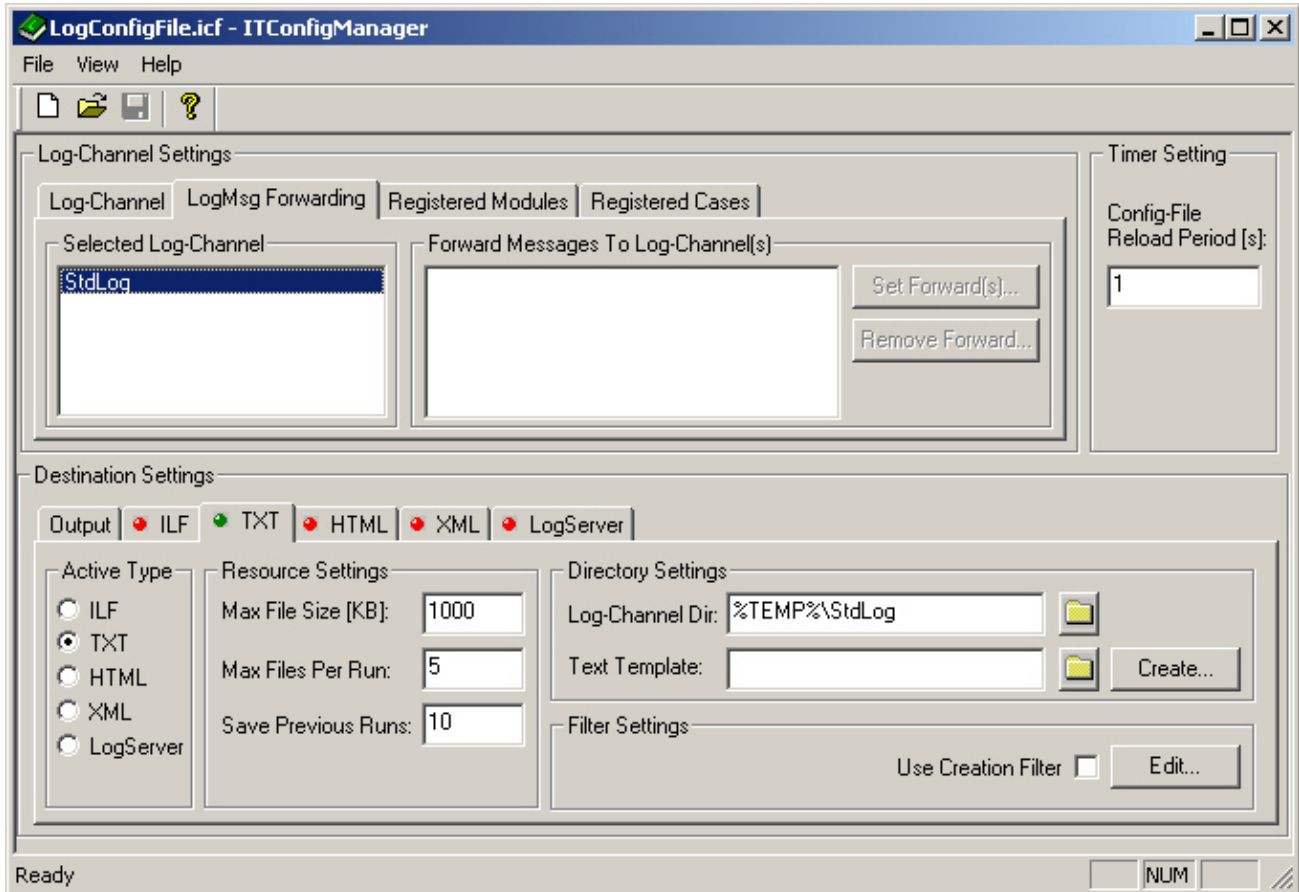 LogConfigFile.icf - ITConfigManager
File View Help
Log-Channel Settings
Log-Channel LogMsg Forwarding Registered Modules Registered Cases
Selected Log-Channel
StdLog
Forward Messages To Log-Channel(s)
Set Forward(s)...
Remove Forward...
Timer Setting
Config-File
Reload Period [s]:
1
Destination Settings
Output ILF TXT HTML XML LogServer
Active Type
ILF
TXT
HTML
XML
LogServer
Resource Settings
Max File Size [KB]: 1000
Max Files Per Run: 5
Save Previous Runs: 10
Directory Settings
Log-Channel Dir: %TEMP%\StdLog
Text Template: Create...
Filter Settings
Use Creation Filter Edit...
Ready NUM